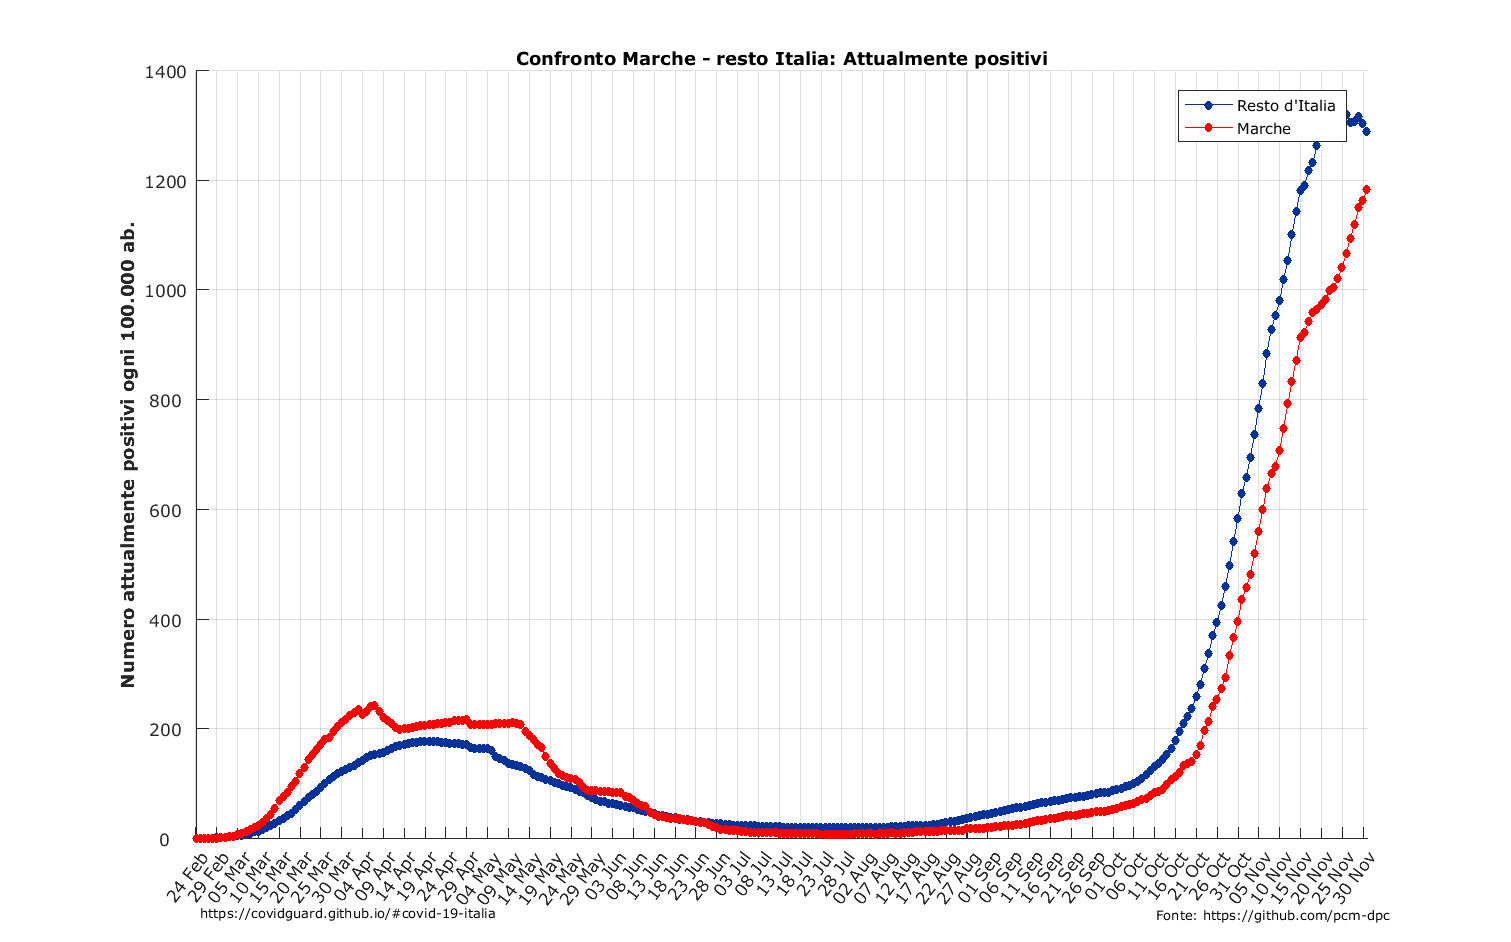 Confronto Marche - resto Italia: Attualmente positivi
Numero attualmente positivi ogni 100.000 ab.
1400
1200
1000
800
600
400
200
0
Resto d'Italia
Marche
24 Feb
29 Feb
05 Mar
10 Mar
15 Mar
20 Mar
25 Mar
30 Mar
04 Apr
09 Apr
14 Apr
19 Apr
24 Apr
29 Apr
04 May
09 May
14 May
19 May
24 May
29 May
03 Jun
08 Jun
13 Jun
18 Jun
23 Jun
28 Jun
03 Jul
08 Jul
13 Jul
18 Jul
23 Jul
28 Jul
02 Aug
07 Aug
12 Aug
17 Aug
22 Aug
27 Aug
01 Sep
06 Sep
11 Sep
16 Sep
21 Sep
26 Sep
01 Oct
06 Oct
11 Oct
16 Oct
21 Oct
26 Oct
31 Oct
05 Nov
10 Nov
15 Nov
20 Nov
25 Nov
30 Nov
https://covidguard.github.io/#covid-19-italia
Fonte: https://github.com/pcm-dpc